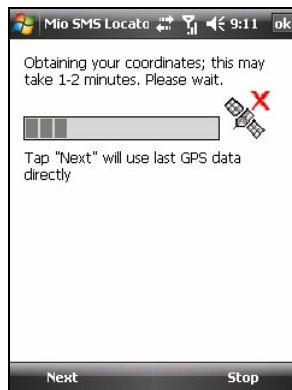 Mio SMS Locato 9:11 ok
Obtaining your coordinates; this may
take 1-2 minutes. Please wait.
Tap "Next" will use last GPS data
directly
Next Stop